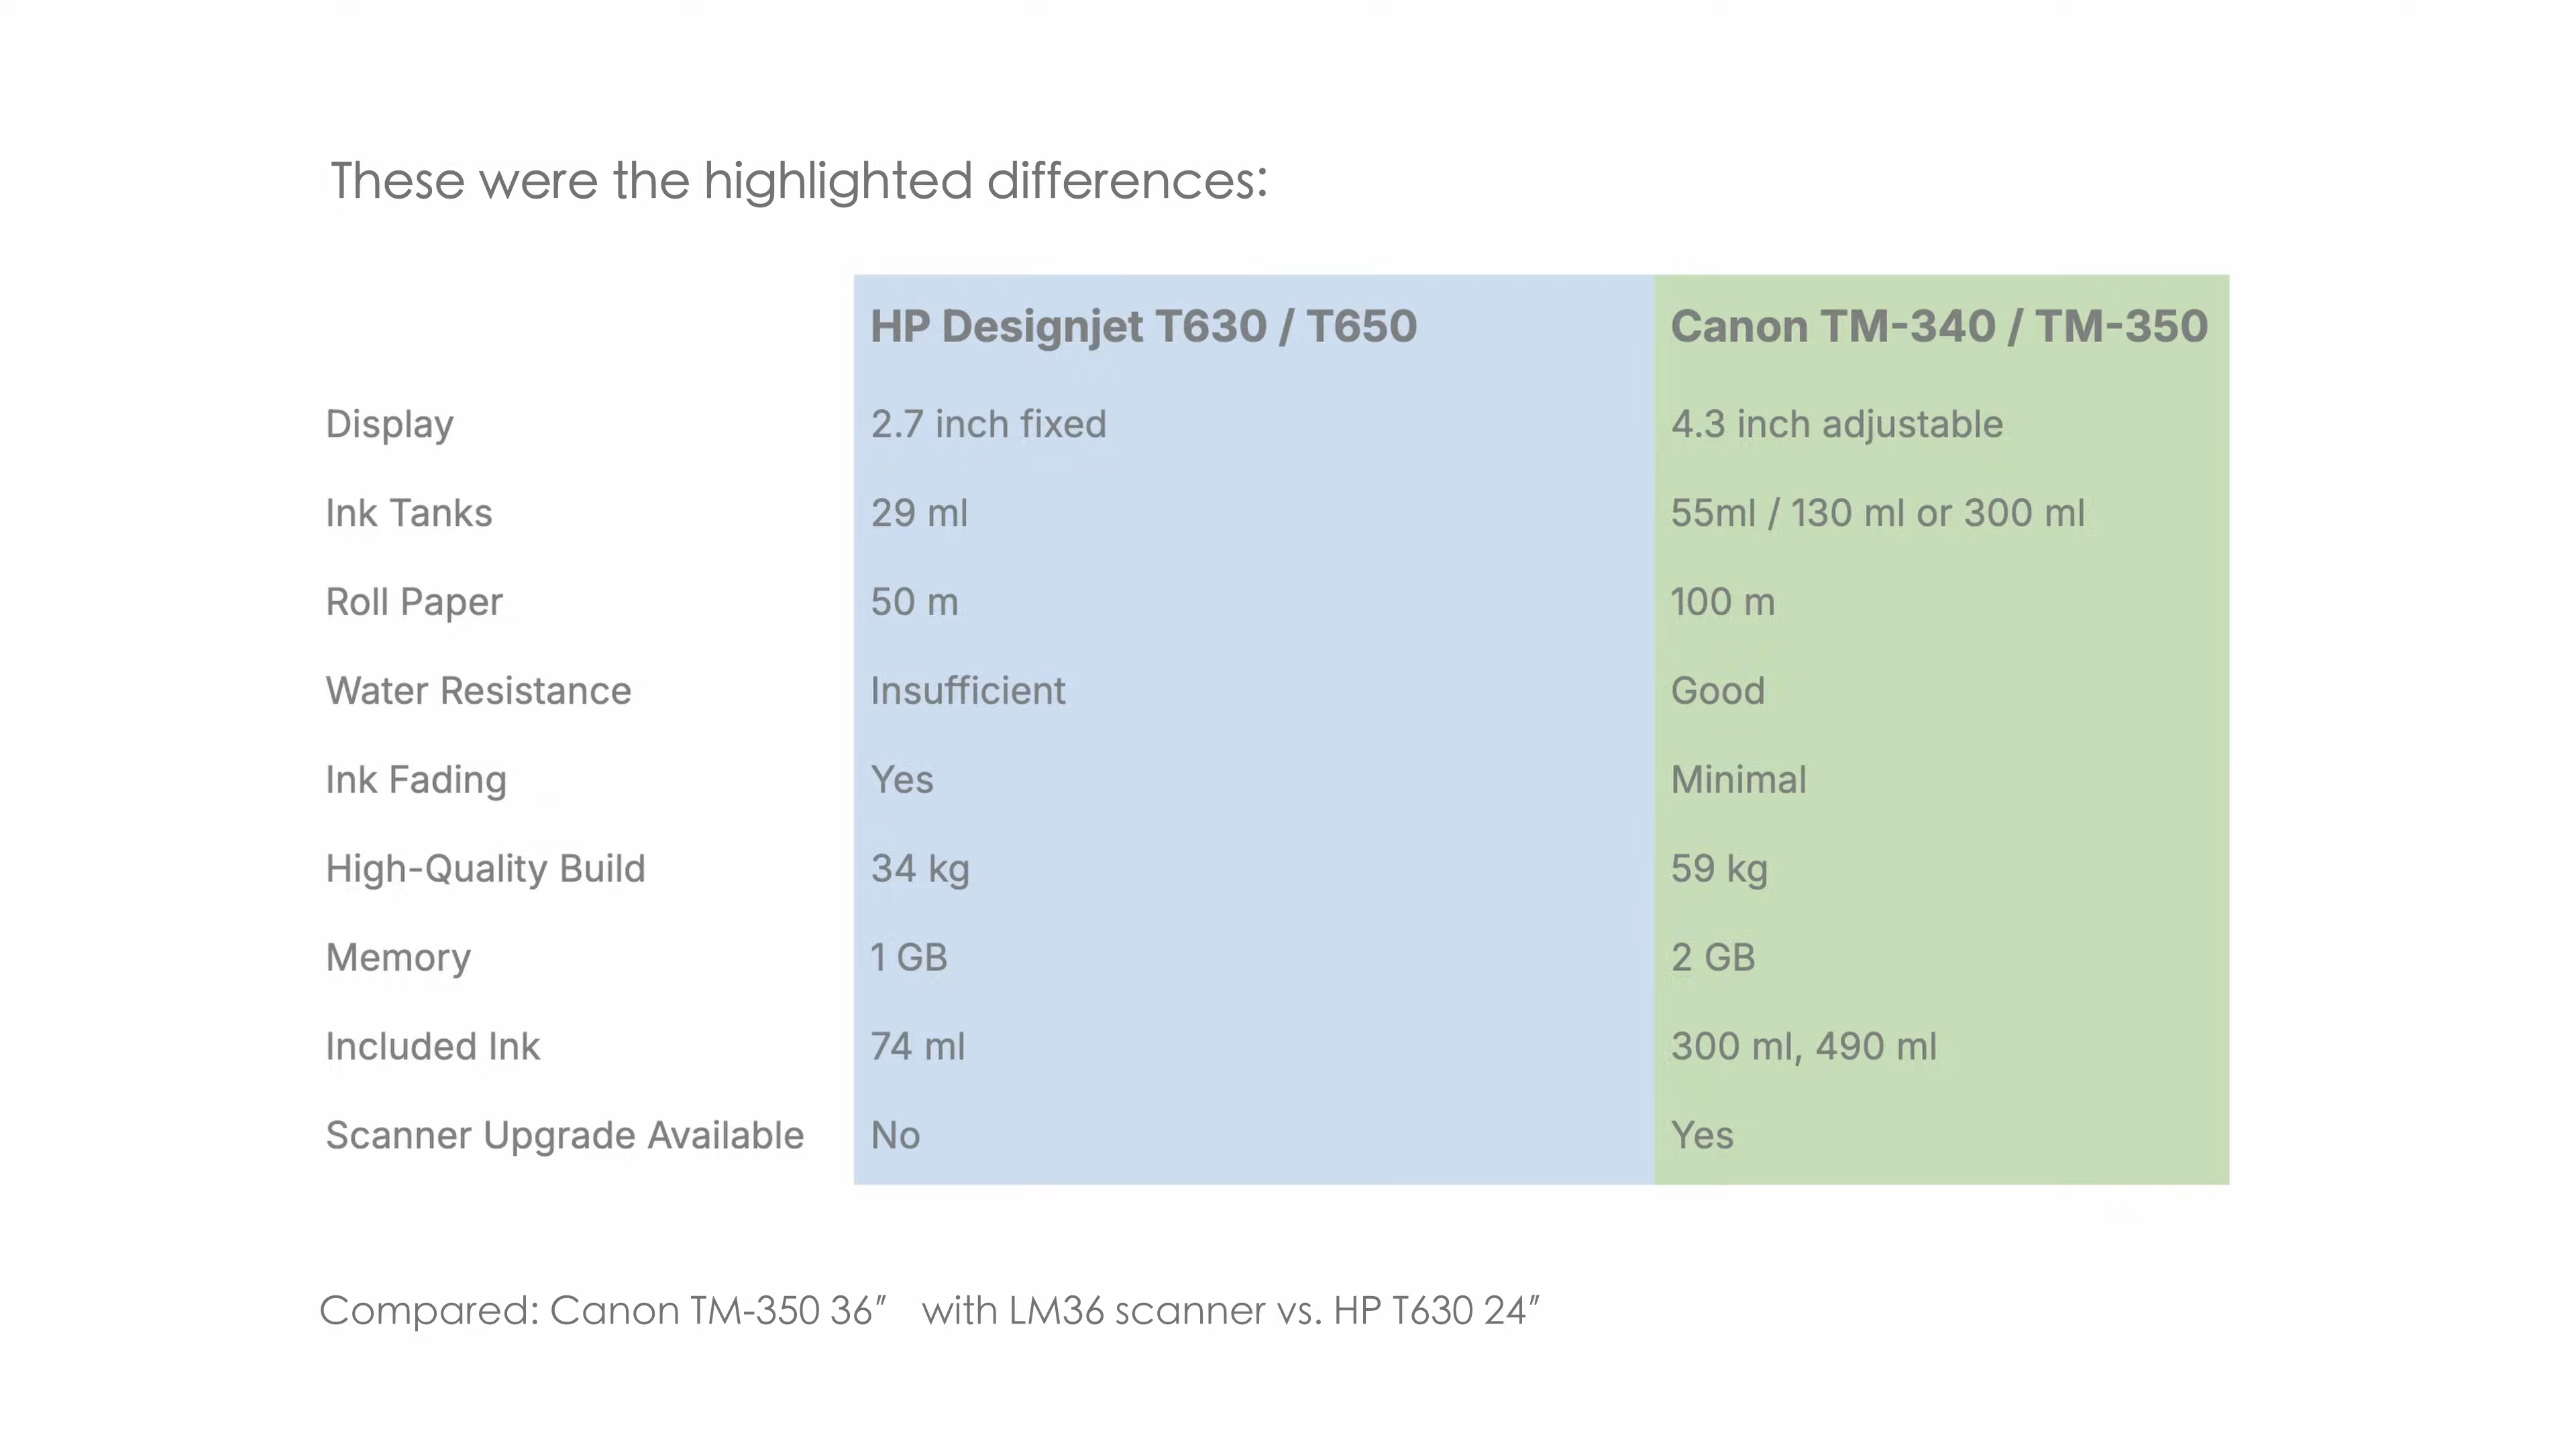 These were the highlighted differences:
HP Designjet T630 / T650 Canon TM-340 / TM-350
Display 2.7 inch fixed 4.3 inch adjustable
Ink Tanks 29 ml 55ml / 130 ml or 300 ml
Roll Paper 50 m 100 m
Water Resistance Insufficient Good
Ink Fading Yes Minimal
High-Quality Build 34 kg 59 kg
Memory 1 GB 2 GB
Included Ink 74 ml 300 ml, 490 ml
Scanner Upgrade Available No Yes
Compared: Canon TM-350 36” with LM36 scanner vs. HP T630 24”